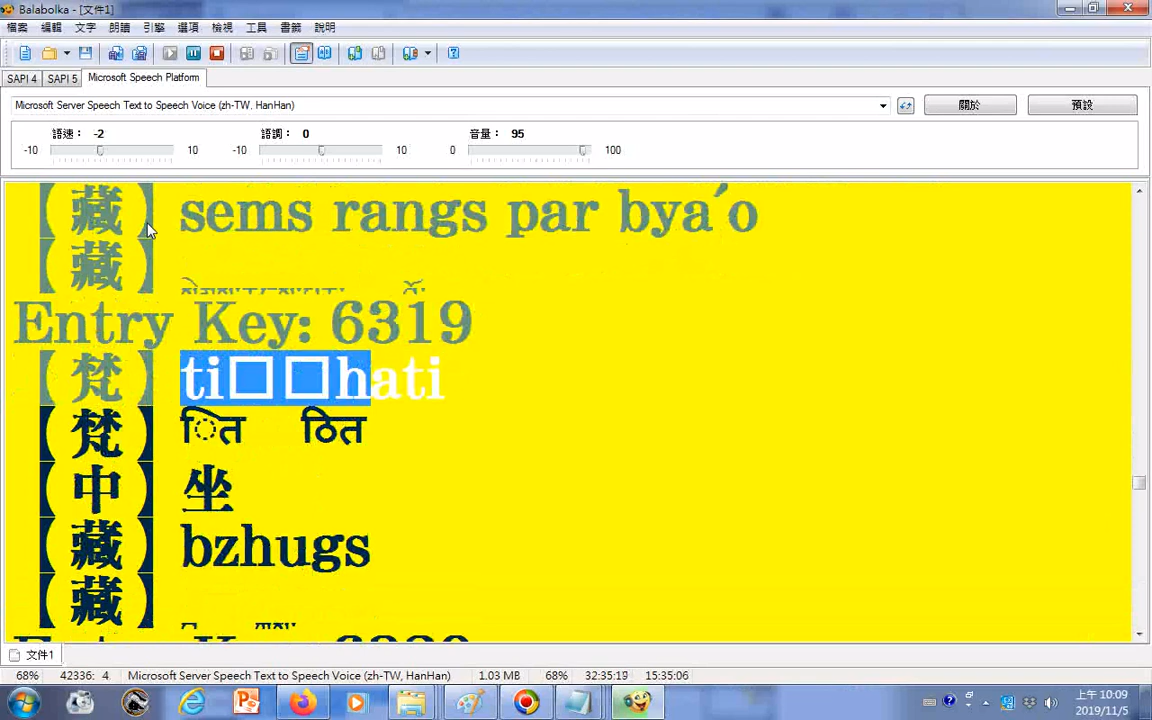 Balabolka - [文件1]
檔案 編輯 文字 朗讀 引擎 選項 檢視 工具 書籤 說明
SAPI 4 SAPI 5 Microsoft Speech Platform
Microsoft Server Speech Text to Speech Voice (zh-TW, HanHan) 關於 預設
語速： -2 語調： 0 音量： 95
-10 10 -10 10 0 100
【藏】 sems rangs par bya'o
【藏】
Entry Key: 6319
【梵】 ti□□hati
【梵】 ित ठित
【中】 坐
【藏】 bzhugs
【藏】
文件1
68% 42336: 4 Microsoft Server Speech Text to Speech Voice (zh-TW, HanHan) 1.03 MB 68% 32:35:19 15:35:06
上午 10:09
2019/11/5